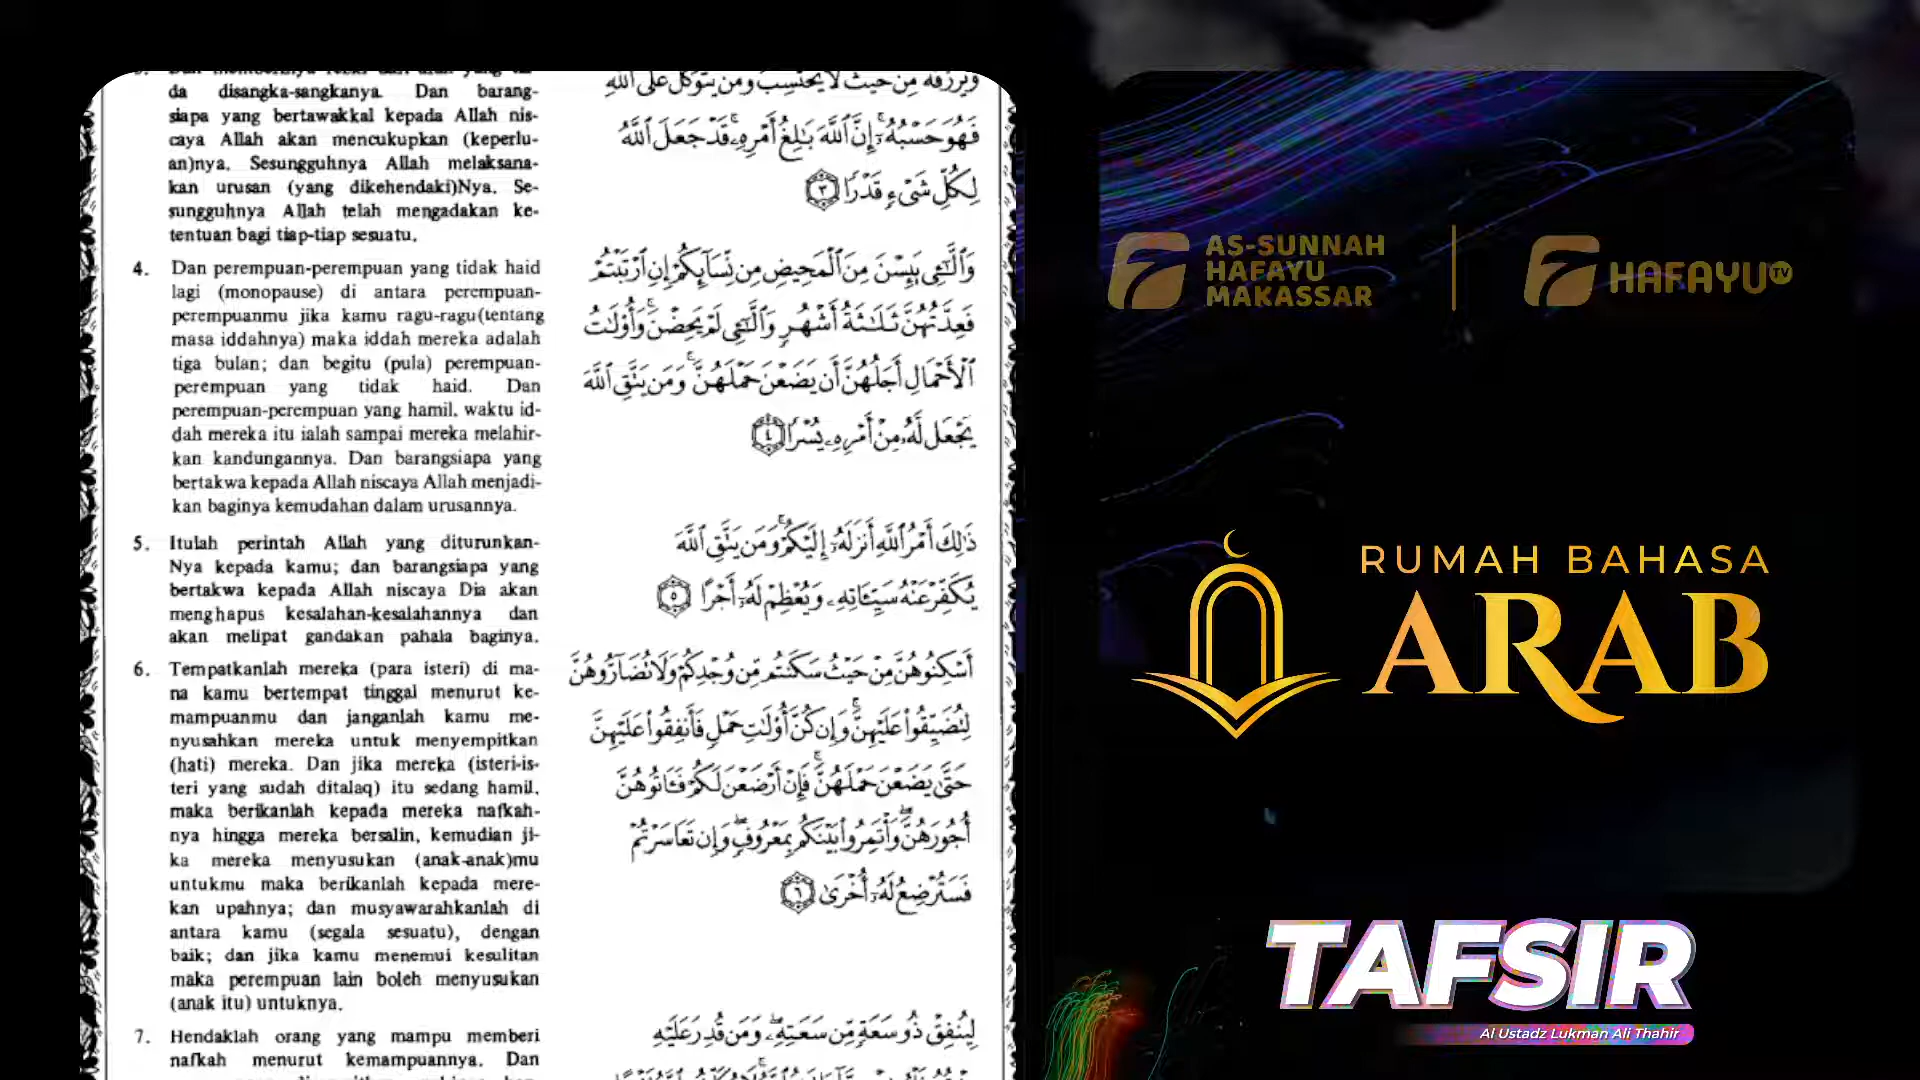 da disangka-sangkanya. Dan barang-
siapa yang bertawakkal kepada Allah nis-
caya Allah akan mencukupkan (keperlu-
an)nya. Sesungguhnya Allah melaksana-
kan urusan (yang dikehendaki)Nya. Se-
sungguhnya Allah telah mengadakan ke-
tentuan bagi tiap-tiap sesuatu.
4. Dan perempuan-perempuan yang tidak haid
lagi (monopause) di antara perempuan-
perempuanmu jika kamu ragu-ragu(tentang
masa iddahnya) maka iddah mereka adalah
tiga bulan; dan begitu (pula) perempuan-
perempuan yang tidak haid. Dan
perempuan-perempuan yang hamil, waktu id-
dah mereka itu ialah sampai mereka melahir-
kan kandungannya. Dan barangsiapa yang
bertakwa kepada Allah niscaya Allah menjadi-
kan baginya kemudahan dalam urusannya.
5. Itulah perintah Allah yang diturunkan-
Nya kepada kamu; dan barangsiapa yang
bertakwa kepada Allah niscaya Dia akan
menghapus kesalahan-kesalahannya dan
akan melipat gandakan pahala baginya.
6. Tempatkanlah mereka (para isteri) di ma-
na kamu bertempat tinggal menurut ke-
mampuanmu dan janganlah kamu me-
nyusahkan mereka untuk menyempitkan
(hati) mereka. Dan jika mereka (isteri-is-
teri yang sudah ditalaq) itu sedang hamil,
maka berikanlah kepada mereka nafkah-
nya hingga mereka bersalin, kemudian ji-
ka mereka menyusukan (anak-anak)mu
untukmu maka berikanlah kepada mere-
kan upahnya; dan musyawarahkanlah di
antara kamu (segala sesuatu), dengan
baik; dan jika kamu menemui kesulitan
maka perempuan lain boleh menyusukan
(anak itu) untuknya.
7. Hendaklah orang yang mampu memberi
nafkah menurut kemampuannya. Dan
وَيَرْزُقْهُ مِنْ حَيْثُ لَا يَحْتَسِبُ وَمَن يَتَوَكَّلْ عَلَى ٱللَّهِ
فَهُوَ حَسْبُهُۥٓ ۚ إِنَّ ٱللَّهَ بَٰلِغُ أَمْرِهِۦ ۚ قَدْ جَعَلَ ٱللَّهُ
لِكُلِّ شَىْءٍ قَدْرًا ٣
وَٱلَّٰٓـِٔى يَئِسْنَ مِنَ ٱلْمَحِيضِ مِن نِّسَآئِكُمْ إِنِ ٱرْتَبْتُمْ
فَعِدَّتُهُنَّ ثَلَٰثَةُ أَشْهُرٍ وَٱلَّٰٓـِٔى لَمْ يَحِضْنَ ۚ وَأُو۟لَٰتُ
ٱلْأَحْمَالِ أَجَلُهُنَّ أَن يَضَعْنَ حَمْلَهُنَّ ۚ وَمَن يَتَّقِ ٱللَّهَ
يَجْعَل لَّهُۥ مِنْ أَمْرِهِۦ يُسْرًا ٤
ذَٰلِكَ أَمْرُ ٱللَّهِ أَنزَلَهُۥٓ إِلَيْكُمْ ۚ وَمَن يَتَّقِ ٱللَّهَ
يُكَفِّرْ عَنْهُ سَيِّـَٔاتِهِۦ وَيُعْظِمْ لَهُۥٓ أَجْرًا ٥
أَسْكِنُوهُنَّ مِنْ حَيْثُ سَكَنتُم مِّن وُجْدِكُمْ وَلَا تُضَآرُّوهُنَّ
لِتُضَيِّقُوا۟ عَلَيْهِنَّ ۚ وَإِن كُنَّ أُو۟لَٰتِ حَمْلٍ فَأَنفِقُوا۟ عَلَيْهِنَّ
حَتَّىٰ يَضَعْنَ حَمْلَهُنَّ ۚ فَإِنْ أَرْضَعْنَ لَكُمْ فَـَٔاتُوهُنَّ
أُجُورَهُنَّ ۖ وَأْتَمِرُوا۟ بَيْنَكُم بِمَعْرُوفٍ ۖ وَإِن تَعَاسَرْتُمْ
فَسَتُرْضِعُ لَهُۥٓ أُخْرَىٰ ٦
لِيُنفِقْ ذُو سَعَةٍ مِّن سَعَتِهِۦ ۖ وَمَن قُدِرَ عَلَيْهِ
AS-SUNNAH
HAFAYU
MAKASSAR
HAFAYU TV
RUMAH BAHASA
ARAB
TAFSIR
Al Ustadz Lukman Ali Thahir